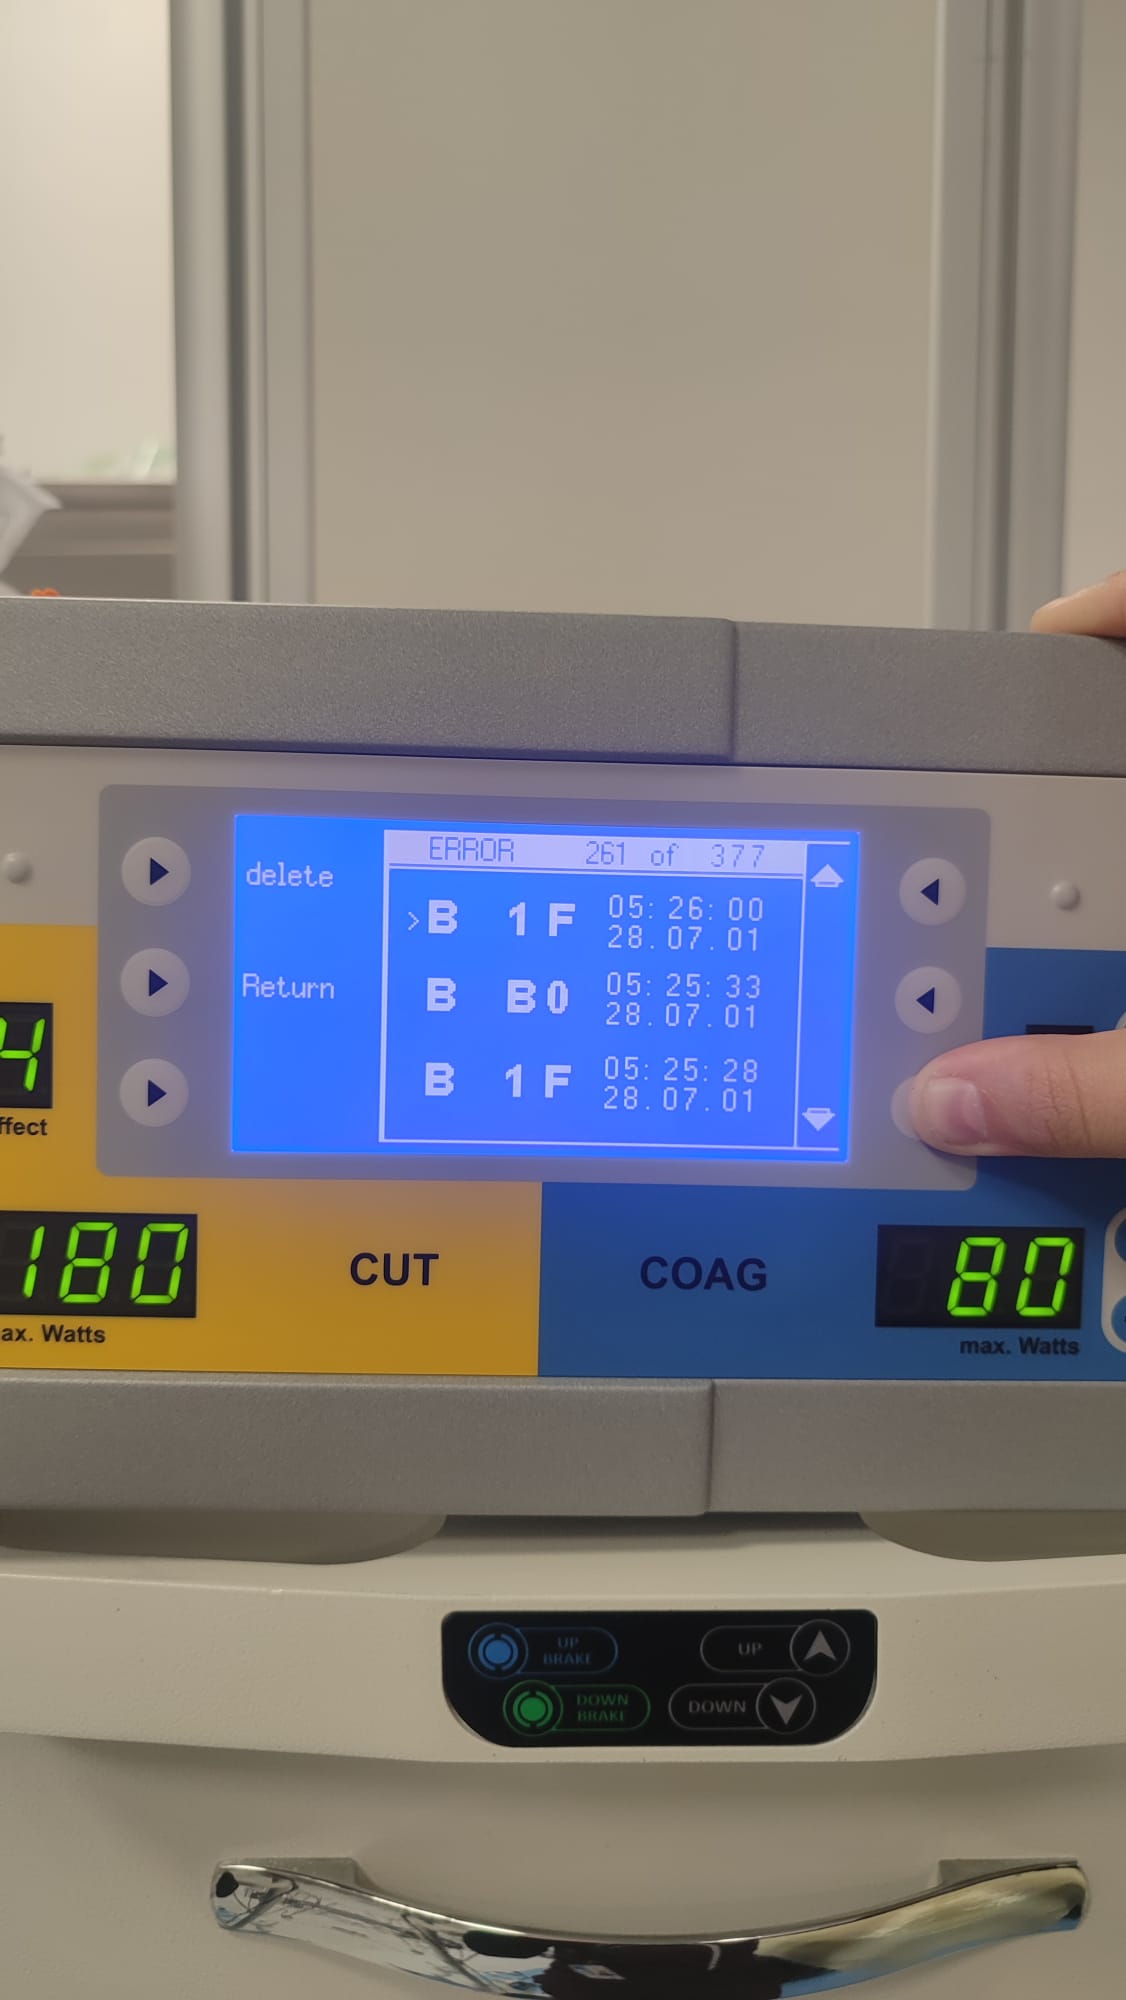 delete
Return
ERROR 261 of 377
>B 1F 05:26:00
28.07.01
B B0 05:25:33
28.07.01
B 1F 05:25:28
28.07.01
4
ffect
180
ax. Watts
CUT
COAG
80
max. Watts
UP
BRAKE
UP
DOWN
BRAKE
DOWN